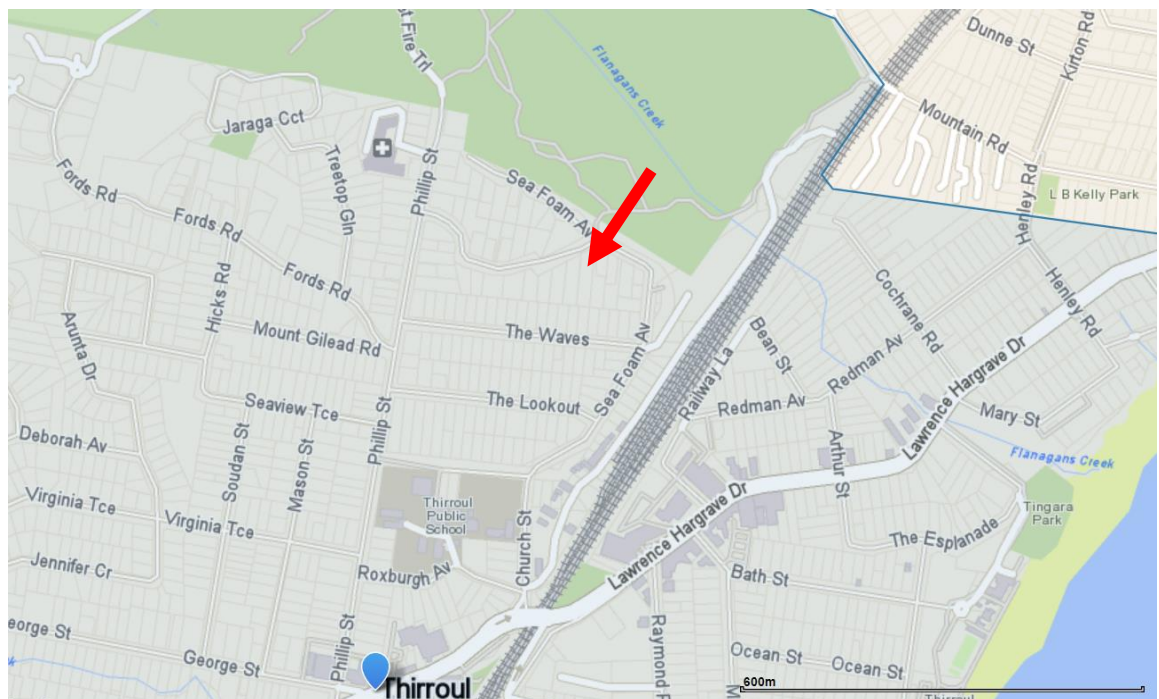 Dunne St
Kirton Rd
Fire Trl
Flanagans Creek
Jaraga Cct
Mountain Rd
Treetop Gln
Phillip St
Sea Foam Av
L B Kelly Park
Henley Rd
Fords Rd
Fords Rd
Fords Rd
Hicks Rd
Henley Rd
Cochrane Rd
Arunta Dr
Mount Gilead Rd
The Waves
Sea Foam Av
Bean St
Railway La
Redman Av
Lawrence Hargrave Dr
Seaview Tce
The Lookout
Redman Av
Mary St
Phillip St
Deborah Av
Soudan St
Mason St
Arthur St
Flanagans Creek
Virginia Tce
Virginia Tce
Thirroul
Public
School
Lawrence Hargrave Dr
Tingara
Park
The Esplanade
Church St
Jennifer Cr
Roxburgh Av
Bath St
Phillip St
George St
Raymond
Ocean St
Ocean St
George St
600m
Thirroul
Thirroul